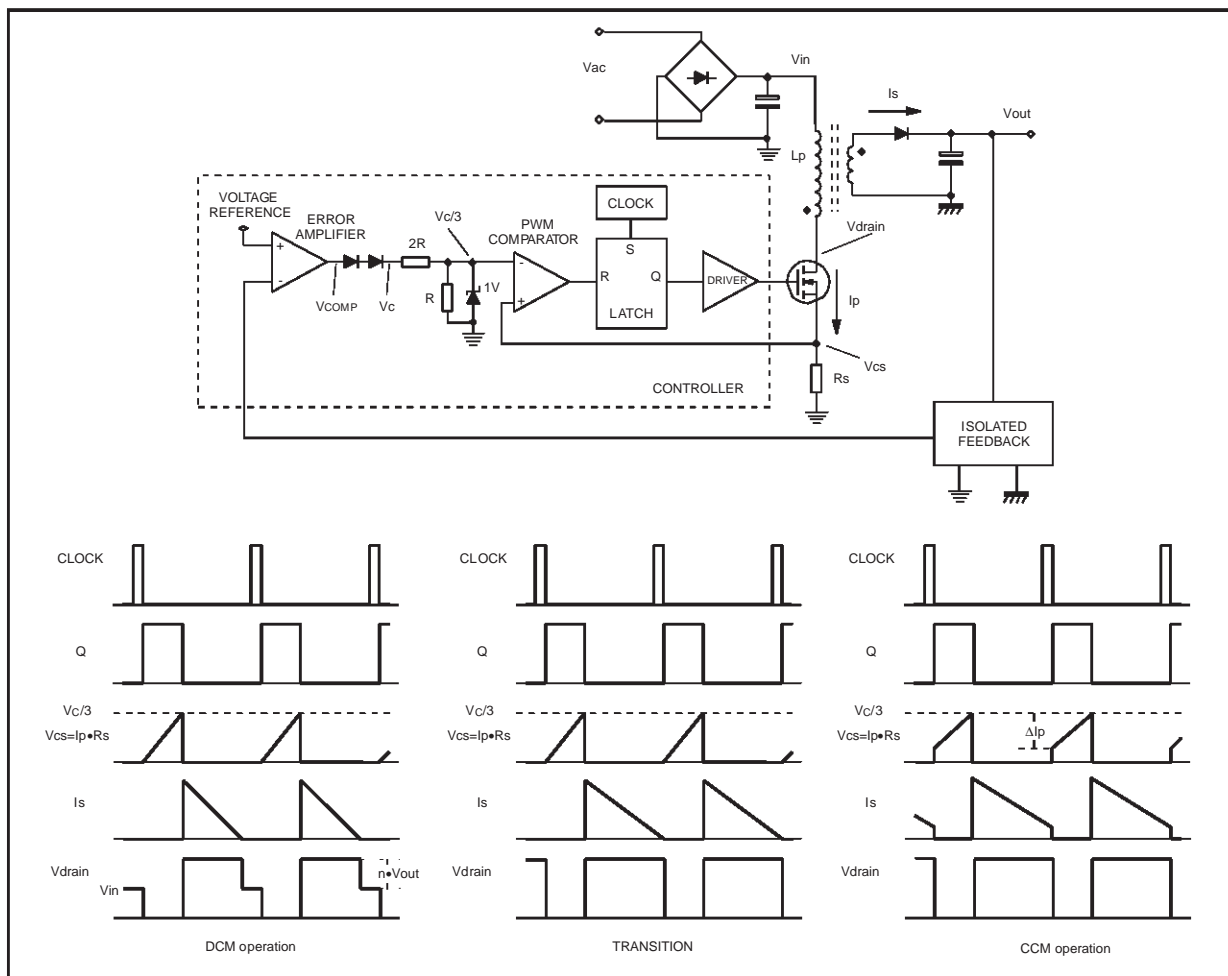 Vac
Vin
Is
Vout
Lp
VOLTAGE
REFERENCE
ERROR
AMPLIFIER
Vc/3
PWM
COMPARATOR
CLOCK
Vdrain
+
-
2R
VCOMP
Vc
R
1V
-
+
S
R
Q
LATCH
DRIVER
Ip
Vcs
Rs
CONTROLLER
ISOLATED
FEEDBACK
CLOCK
Q
VC/3
Vcs=Ip•Rs
Is
Vdrain
Vin
n•Vout
DCM operation
CLOCK
Q
VC/3
Vcs=Ip•Rs
Is
Vdrain
TRANSITION
CLOCK
Q
VC/3
Vcs=Ip•Rs
ΔIp
Is
Vdrain
CCM operation